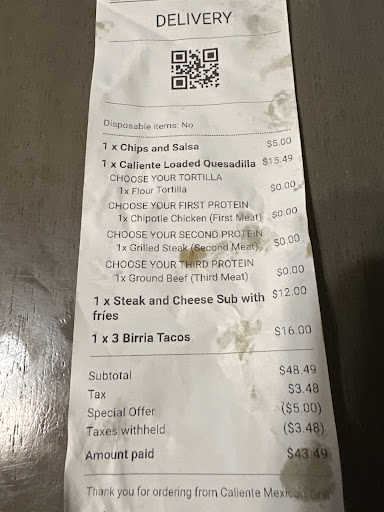 DELIVERY
Disposable items: No
1 x Chips and Salsa $5.00
1 x Caliente Loaded Quesadilla $15.49
CHOOSE YOUR TORTILLA
1x Flour Tortilla $0.00
CHOOSE YOUR FIRST PROTEIN
1x Chipotle Chicken (First Meat) $0.00
CHOOSE YOUR SECOND PROTEIN
1x Grilled Steak (Second Meat) $0.00
CHOOSE YOUR THIRD PROTEIN
1x Ground Beef (Third Meat) $0.00
1 x Steak and Cheese Sub with $12.00
fries
1 x 3 Birria Tacos $16.00
Subtotal $48.49
Tax $3.48
Special Offer ($5.00)
Taxes withheld ($3.48)
Amount paid $43.49
Thank you for ordering from Caliente Mexican Grill